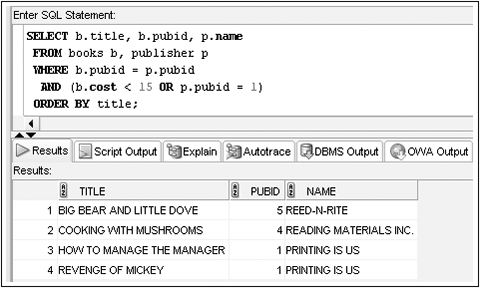 Enter SQL Statement:
SELECT b.title, b.pubid, p.name
FROM books b, publisher p
WHERE b.pubid = p.pubid
AND (b.cost < 15 OR p.pubid = 1)
ORDER BY title;
Results Script Output Explain Autotrace DBMS Output OWA Output
Results:
TITLE PUBID NAME
1 BIG BEAR AND LITTLE DOVE 5 REED-N-RITE
2 COOKING WITH MUSHROOMS 4 READING MATERIALS INC.
3 HOW TO MANAGE THE MANAGER 1 PRINTING IS US
4 REVENGE OF MICKEY 1 PRINTING IS US